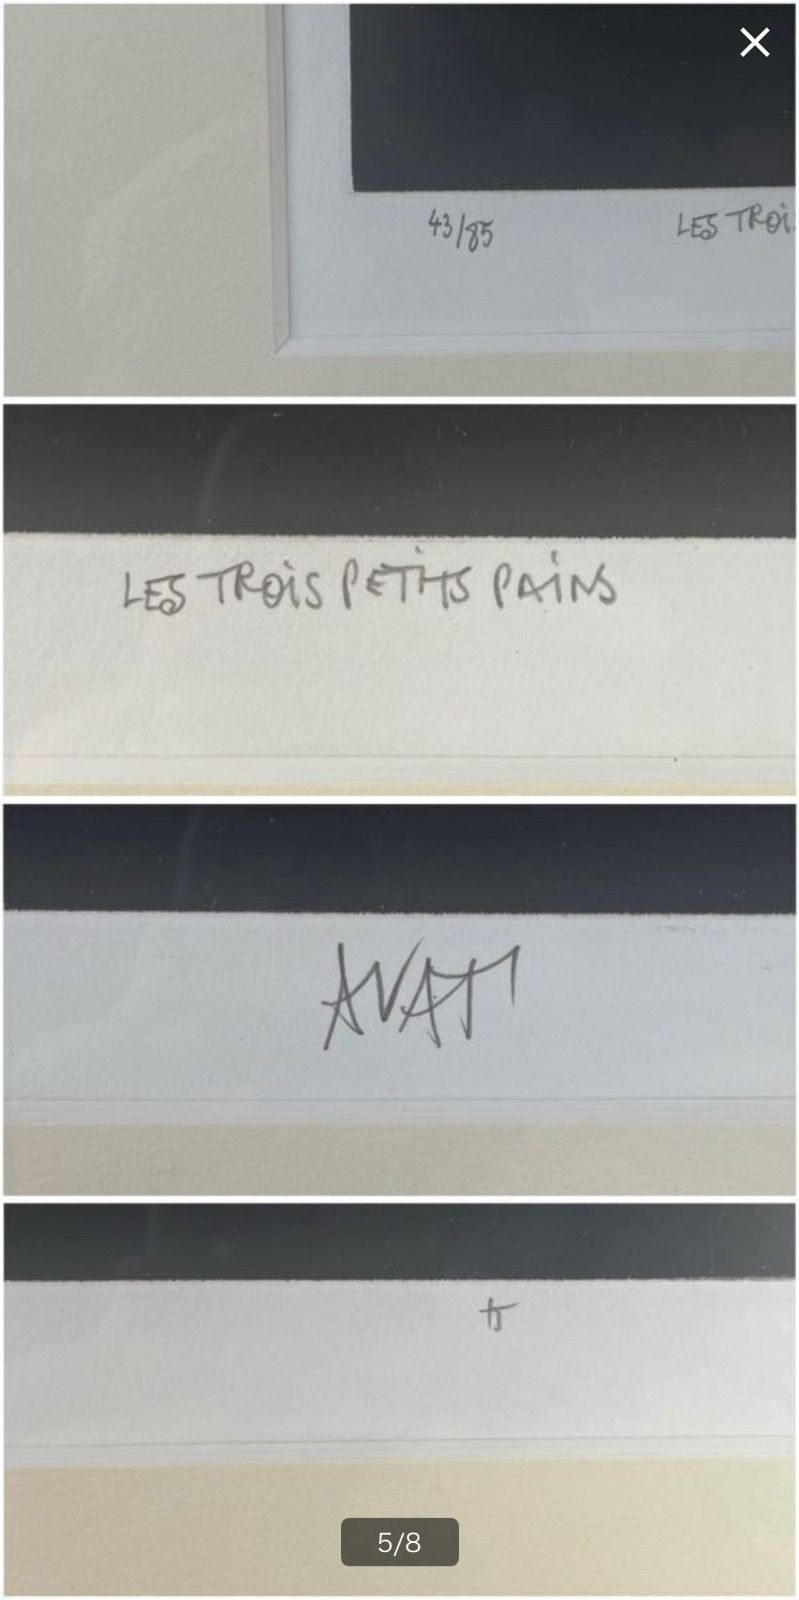 43/85
LES TROIS
LES TROIS PETITS PAINS
AVATI
5/8